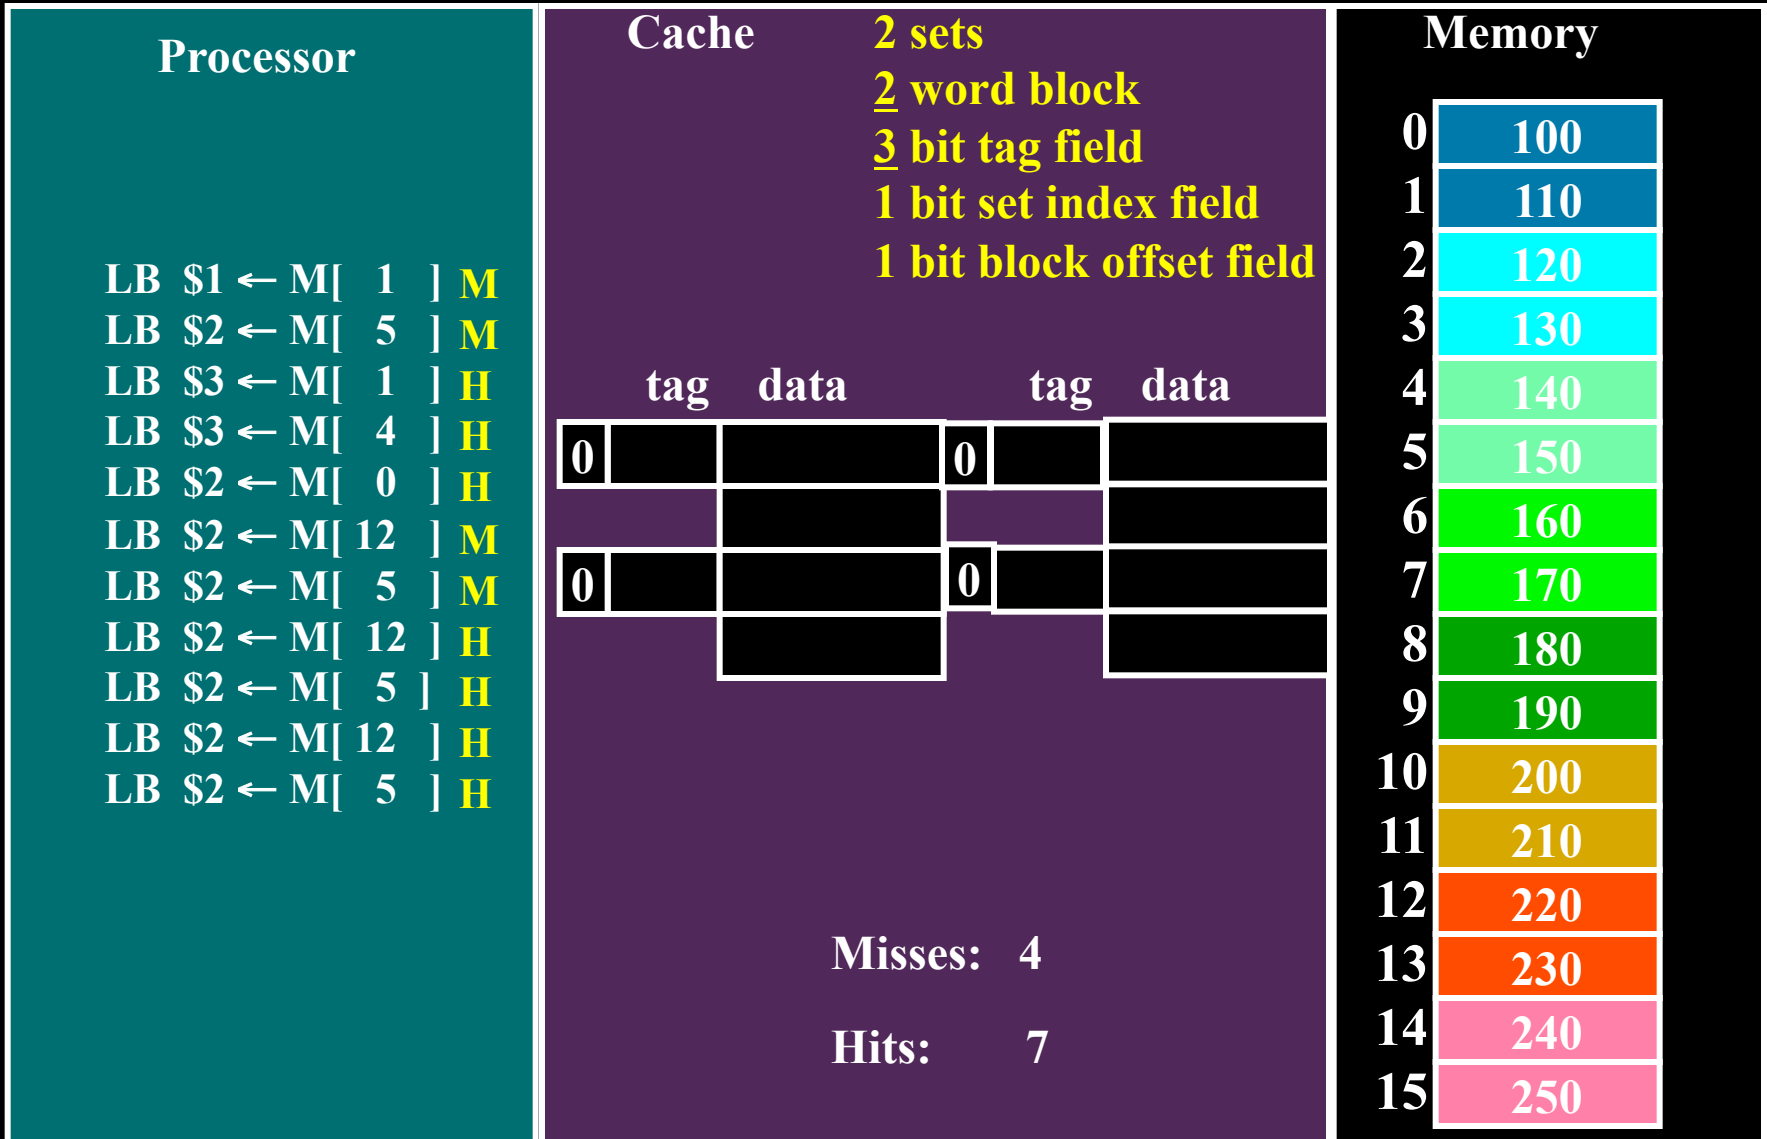 Processor
LB $1 ← M[ 1 ] M
LB $2 ← M[ 5 ] M
LB $3 ← M[ 1 ] H
LB $3 ← M[ 4 ] H
LB $2 ← M[ 0 ] H
LB $2 ← M[ 12 ] M
LB $2 ← M[ 5 ] M
LB $2 ← M[ 12 ] H
LB $2 ← M[ 5 ] H
LB $2 ← M[ 12 ] H
LB $2 ← M[ 5 ] H
Cache
2 sets
2 word block
3 bit tag field
1 bit set index field
1 bit block offset field
tag data tag data
0 0
0 0
Misses: 4
Hits: 7
Memory
0 100
1 110
2 120
3 130
4 140
5 150
6 160
7 170
8 180
9 190
10 200
11 210
12 220
13 230
14 240
15 250